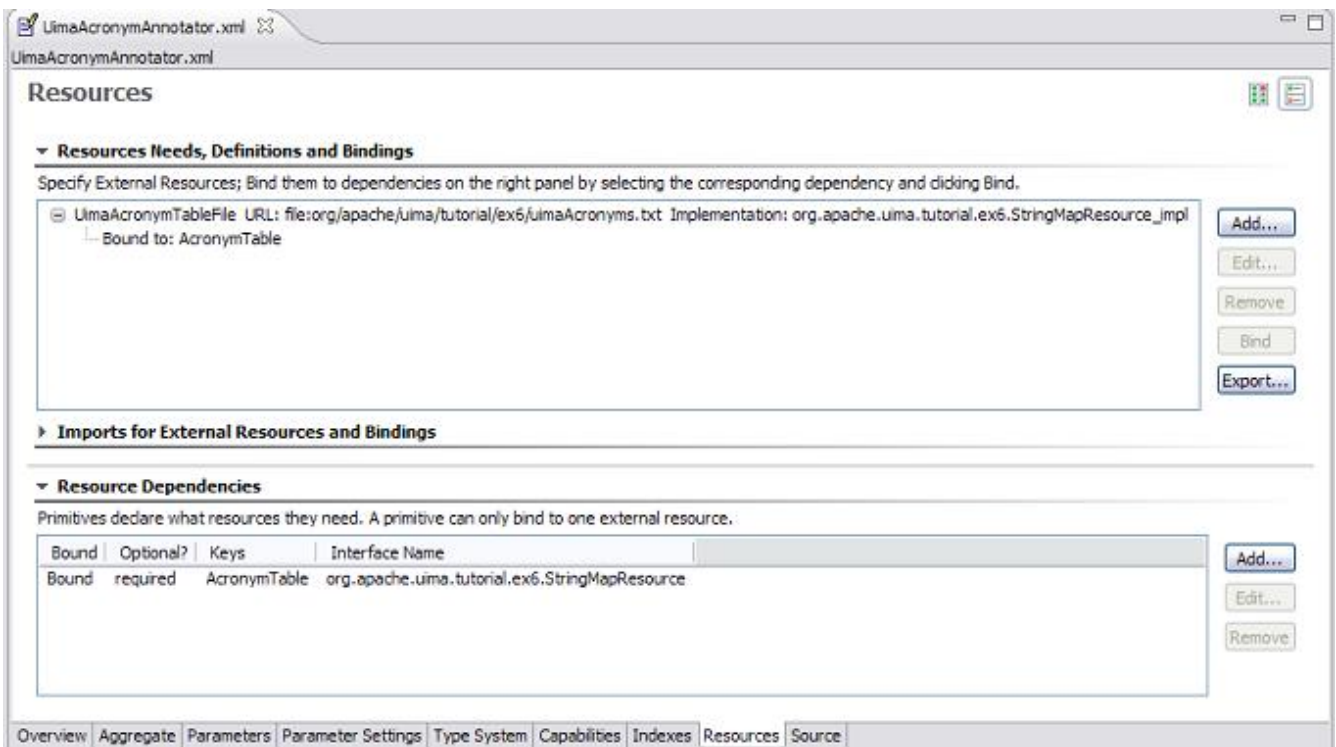 UimaAcronymAnnotator.xml
UimaAcronymAnnotator.xml
Resources
Resources Needs, Definitions and Bindings
Specify External Resources; Bind them to dependencies on the right panel by selecting the corresponding dependency and clicking Bind.
UimaAcronymTableFile URL: file:org/apache/uima/tutorial/ex6/uimaAcronyms.txt Implementation: org.apache.uima.tutorial.ex6.StringMapResource_impl
Bound to: AcronymTable
Add...
Edit...
Remove
Bind
Export...
Imports for External Resources and Bindings
Resource Dependencies
Primitives declare what resources they need. A primitive can only bind to one external resource.
Bound Optional? Keys Interface Name
Bound required AcronymTable org.apache.uima.tutorial.ex6.StringMapResource
Add...
Edit...
Remove
Overview Aggregate Parameters Parameter Settings Type System Capabilities Indexes Resources Source